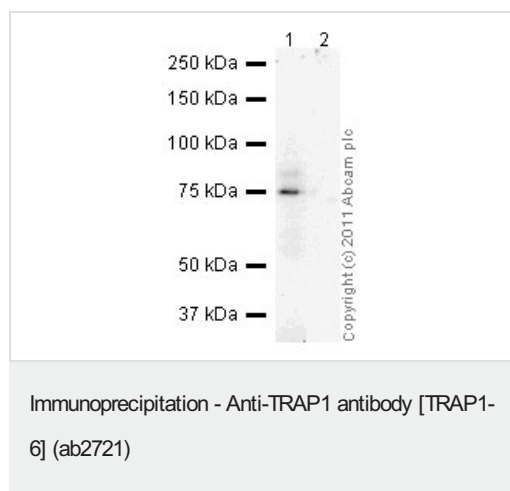 1 2
250 kDa
150 kDa
100 kDa
75 kDa
50 kDa
37 kDa
Copyright (c) 2011 Abcam plc
Immunoprecipitation - Anti-TRAP1 antibody [TRAP1-
6] (ab2721)